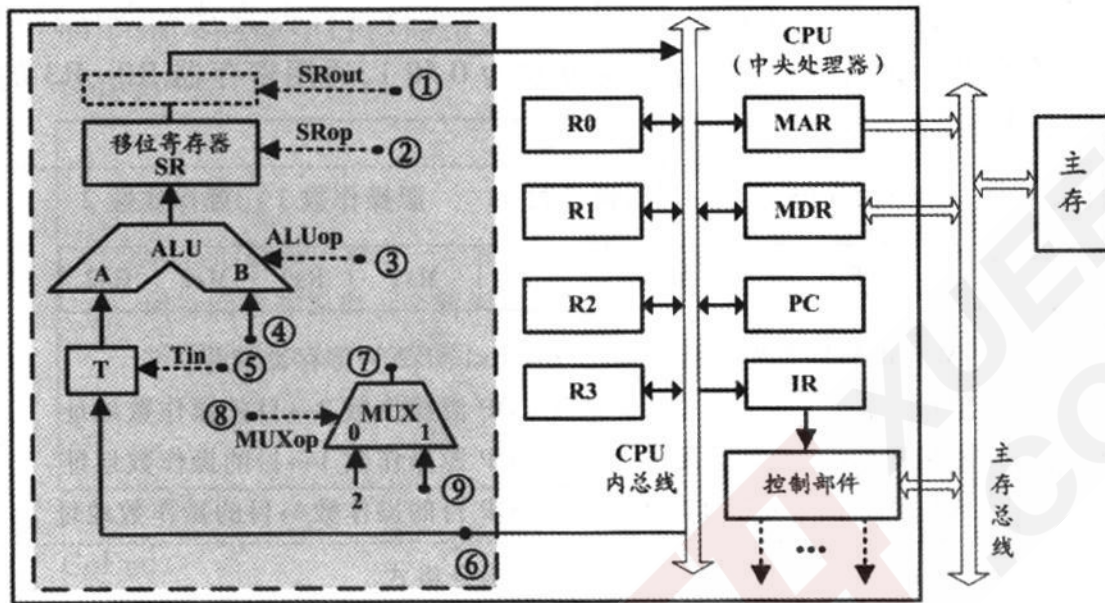 CPU
(中央处理器)
SRout
①
移位寄存器
SR
SRop
②
R0
MAR
主存
R1
MDR
ALU
A
B
ALUop
③
④
R2
PC
T
Tin
⑤
⑦
⑧
MUXop
MUX
0
1
R3
IR
2
⑨
CPU
内总线
控制部件
主存总线
⑥
...